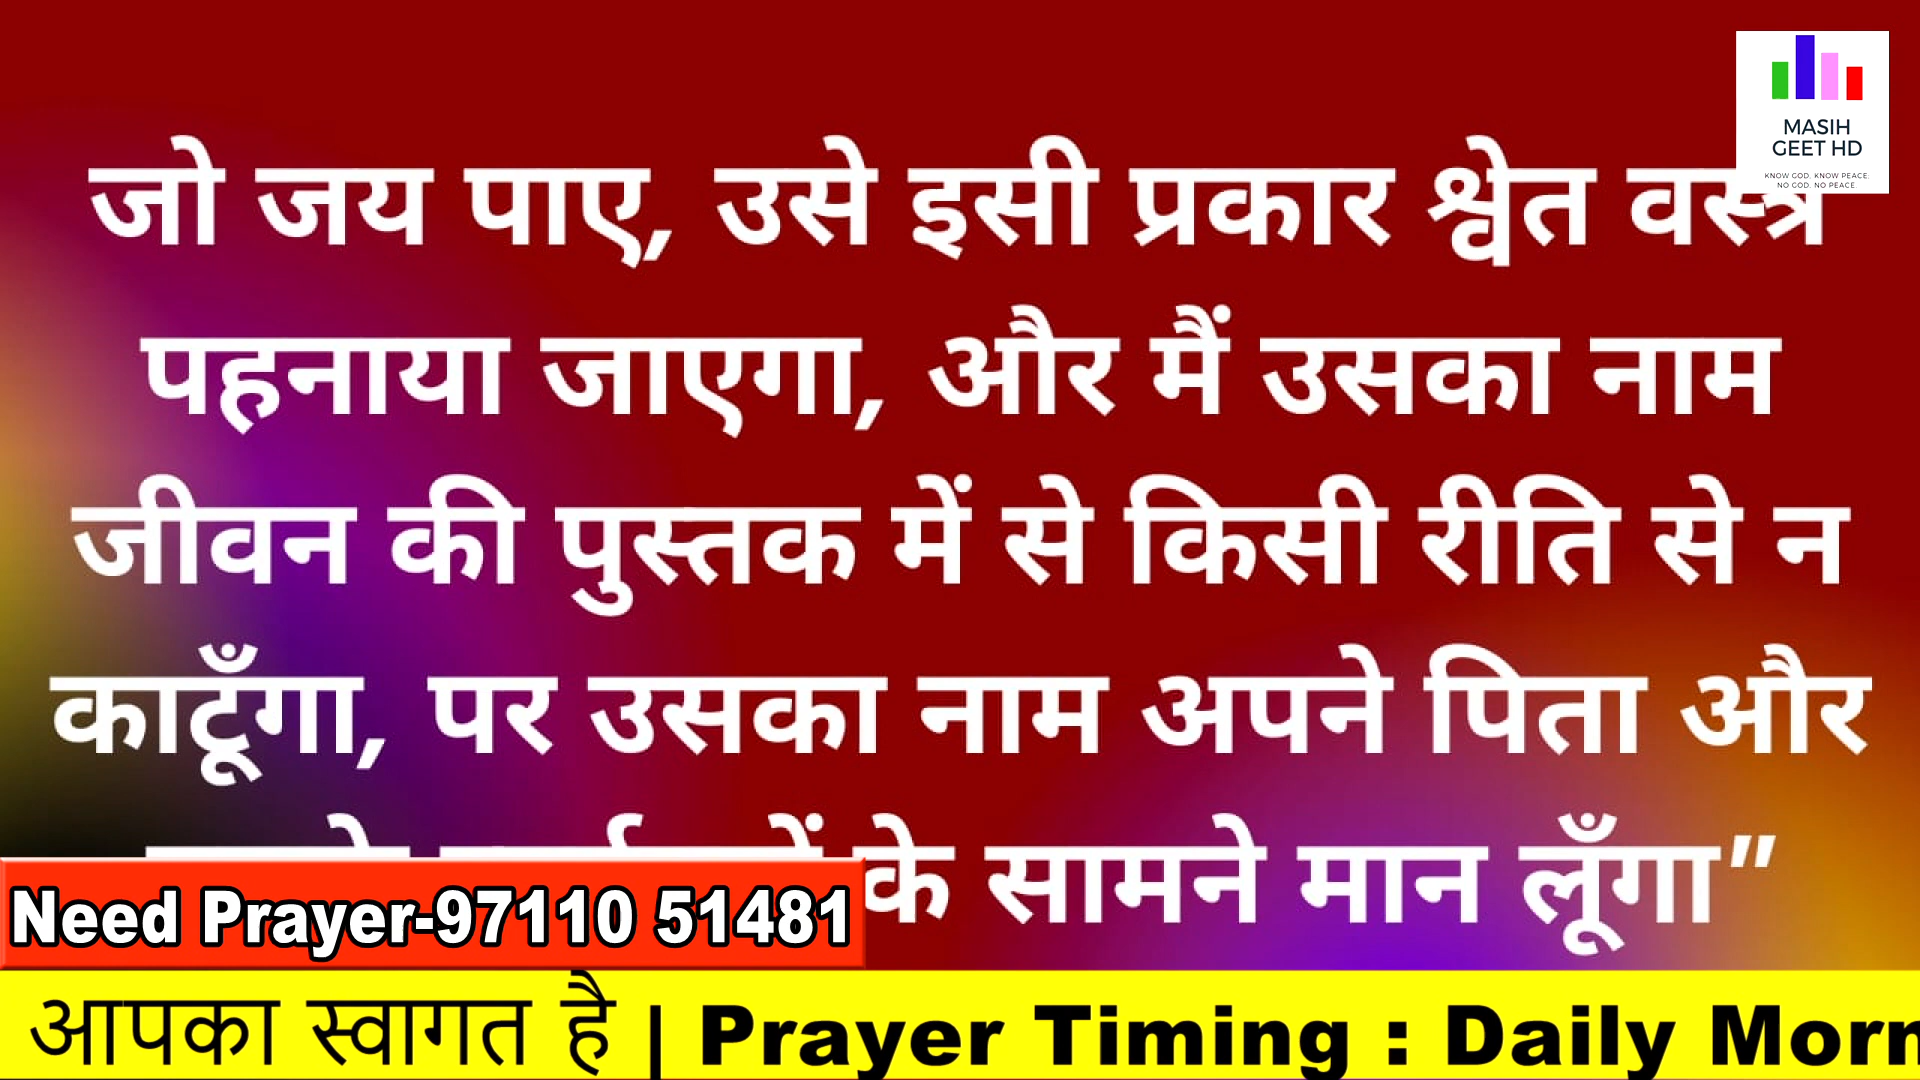 MASIH
GEET HD
KNOW GOD. KNOW PEACE.
NO GOD. NO PEACE.
जो जय पाए, उसे इसी प्रकार श्वेत वस्त्र
पहनाया जाएगा, और मैं उसका नाम
जीवन की पुस्तक में से किसी रीति से न
काटूँगा, पर उसका नाम अपने पिता और
के सामने मान लूँगा”
Need Prayer-97110 51481
आपका स्वागत है | Prayer Timing : Daily Morn